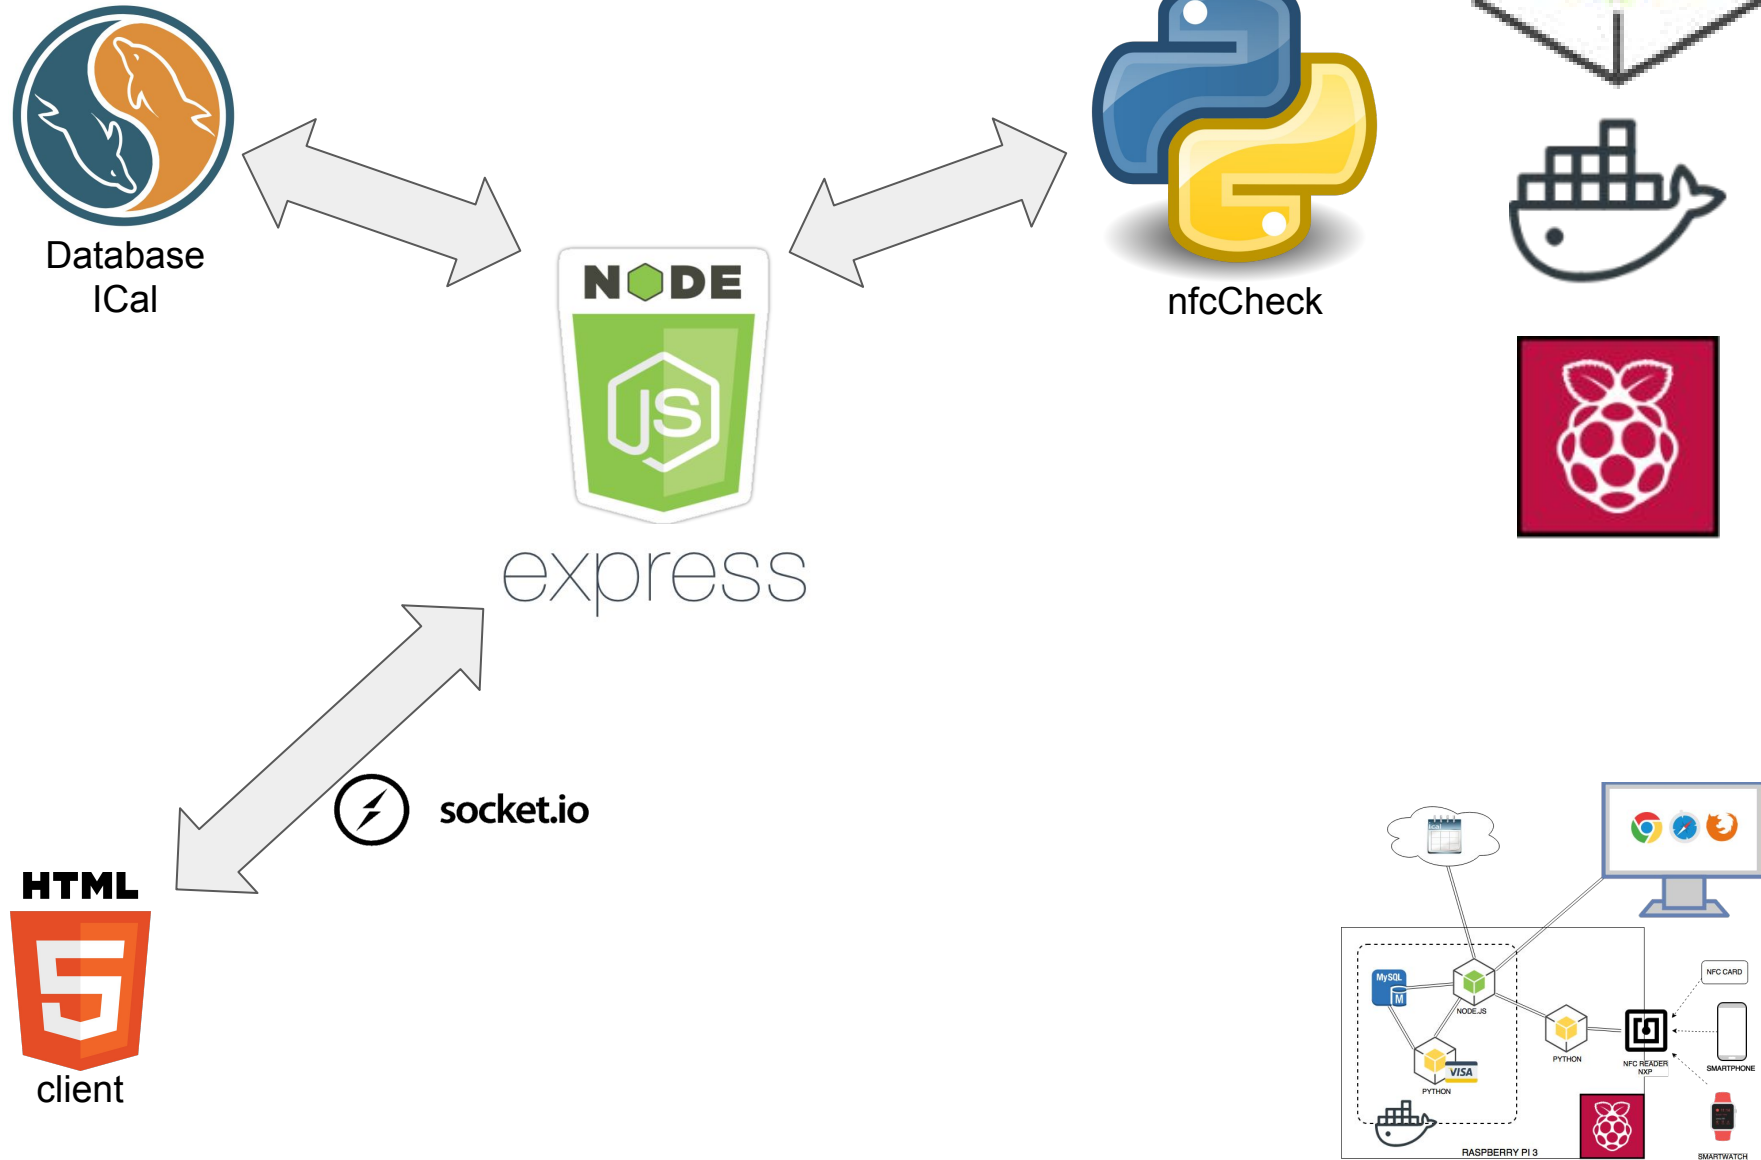 Database
ICal
NODE
JS
express
nfcCheck
socket.io
HTML
5
client
MySQL
M
NODE.JS
PYTHON
VISA
PYTHON
NFC READER
NXP
NFC CARD
SMARTPHONE
SMARTWATCH
RASPBERRY PI 3